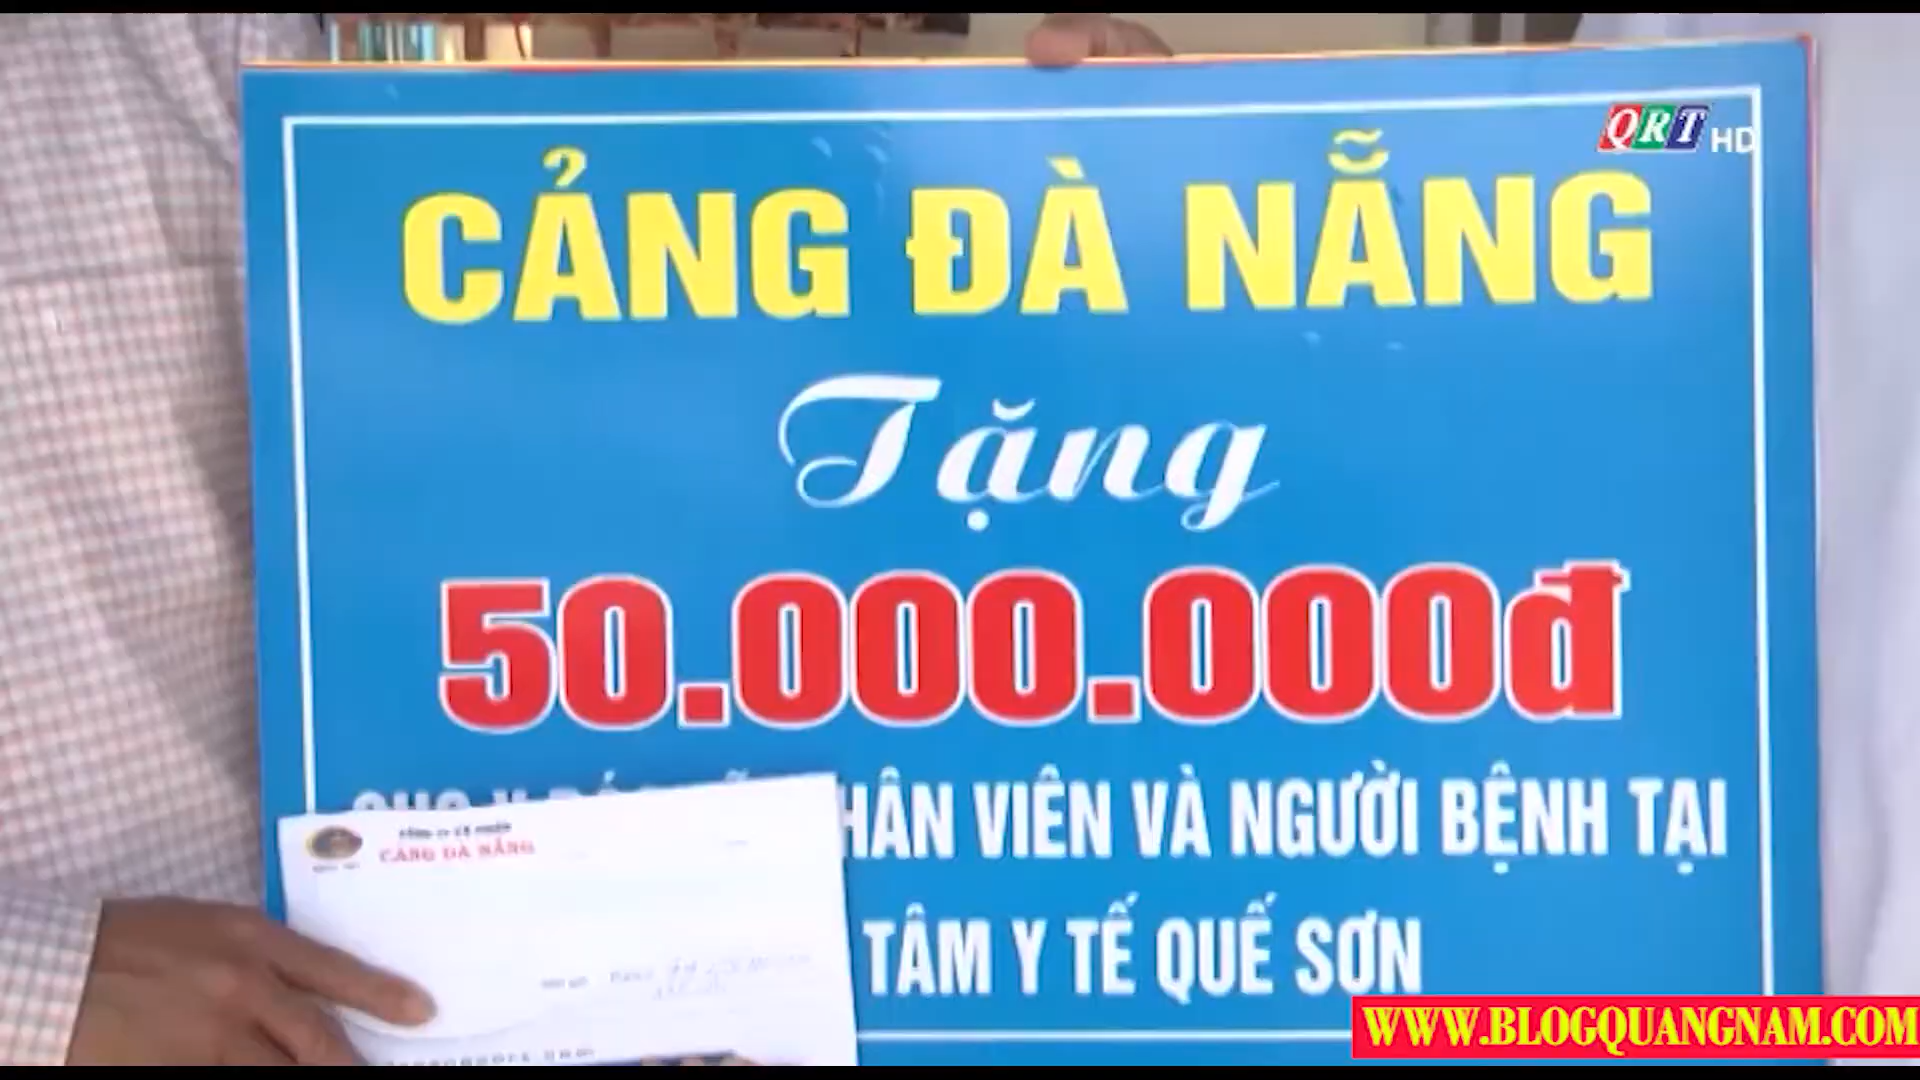 QRT HD
CẢNG ĐÀ NẴNG
Tặng
50.000.000đ
VIÊN VÀ NGƯỜI BỆNH TẠI
CẢNG ĐÀ NẴNG
TÂM Y TẾ QUẾ SƠN
WWW.BLOGQUANGNAM.COM